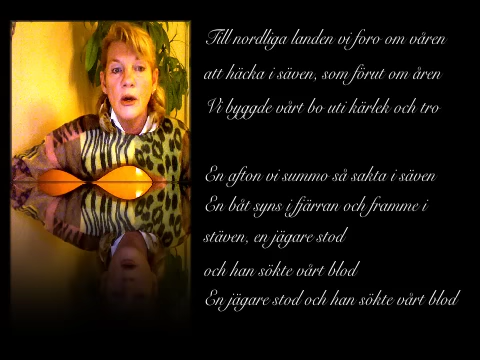 Till nordliga landen vi foro om våren
att häcka i säven, som förut om åren
Vi byggde vårt bo uti kärlek och tro
En afton vi summo så sakta i säven
En båt syns i fjärran och framme i
stäven, en jägare stod
och han sökte vårt blod
En jägare stod och han sökte vårt blod